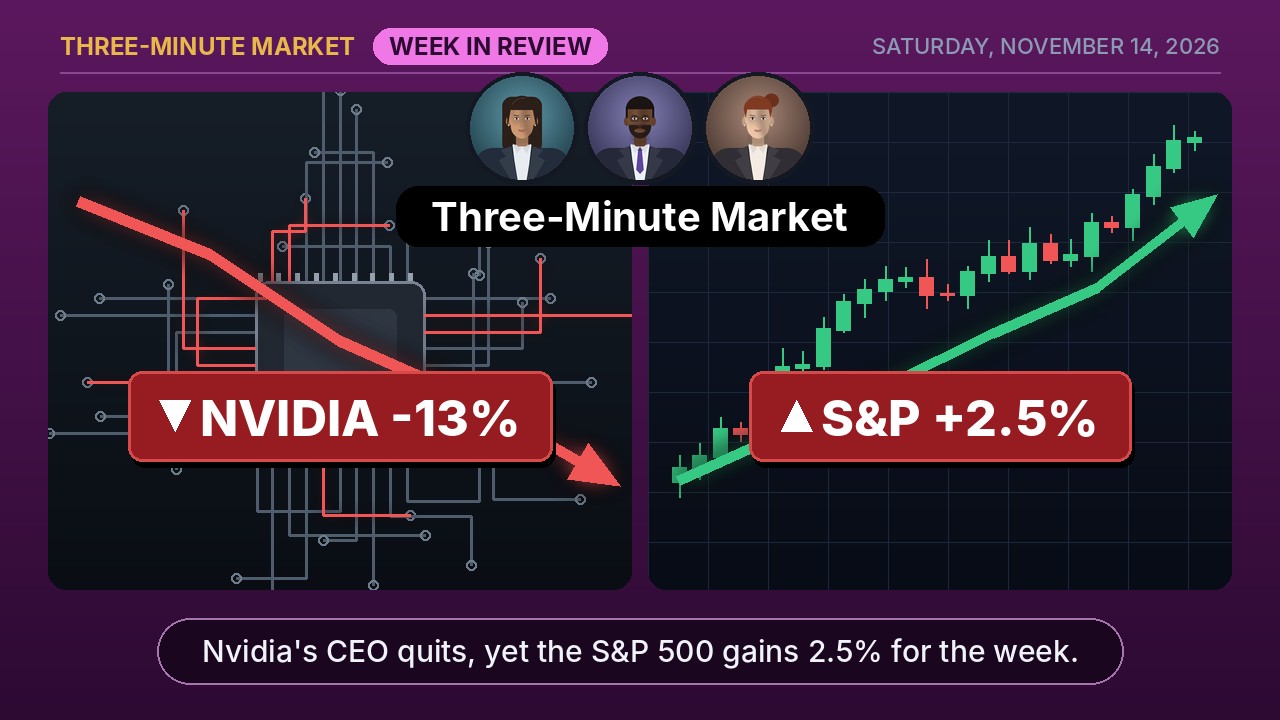 THREE-MINUTE MARKET
WEEK IN REVIEW
SATURDAY, NOVEMBER 14, 2026
Three-Minute Market
▼NVIDIA -13%
▲S&P +2.5%
Nvidia's CEO quits, yet the S&P 500 gains 2.5% for the week.